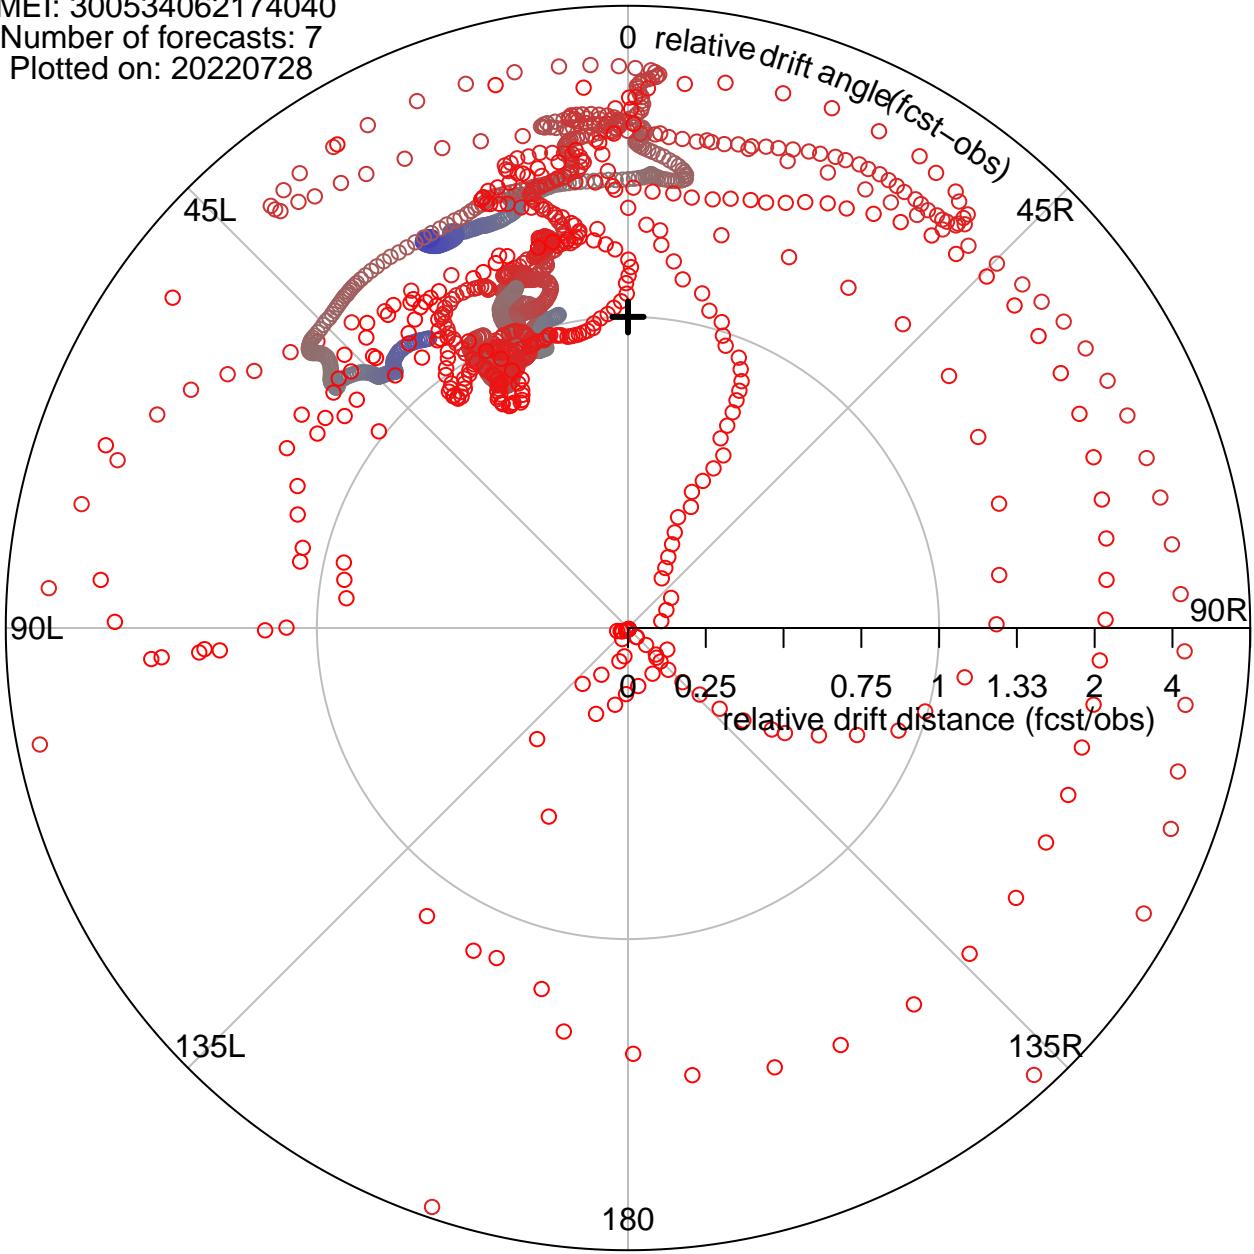 MEI: 300534062174040
Number of forecasts: 7
Plotted on: 20220728
0
relative drift angle(fcst–obs)
45L
45R
90L
90R
0 0.25 0.75 1 1.33 2 4
relative drift distance (fcst/obs)
135L
135R
180